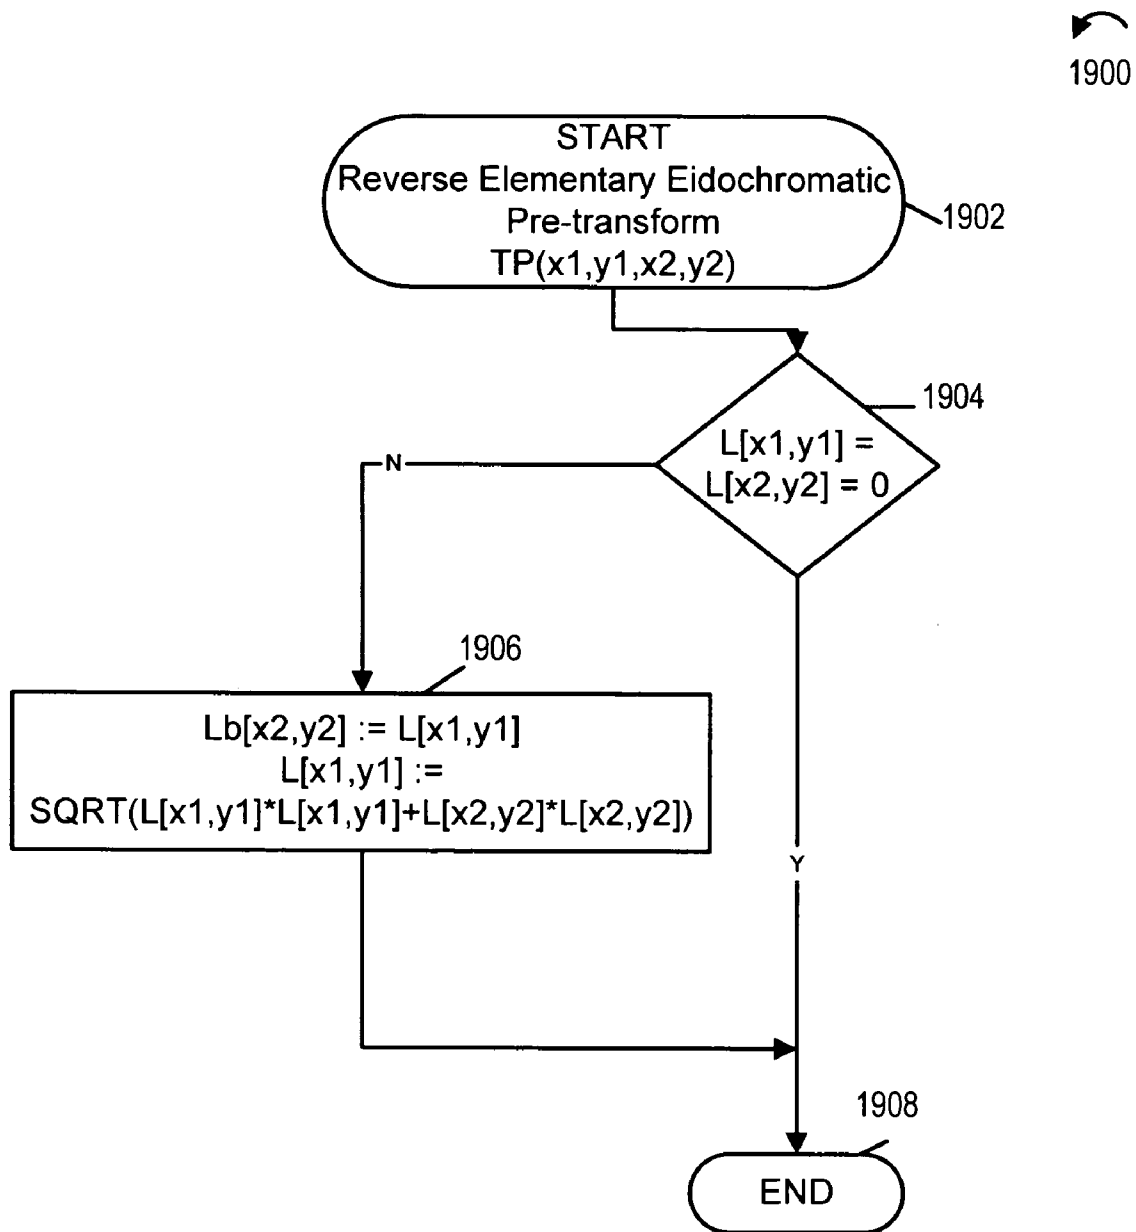 1900
START
Reverse Elementary Eidochromatic
Pre-transform
TP(x1,y1,x2,y2)
1902
1904
L[x1,y1] =
L[x2,y2] = 0
N
1906
Lb[x2,y2] := L[x1,y1]
L[x1,y1] :=
SQRT(L[x1,y1]*L[x1,y1]+L[x2,y2]*L[x2,y2])
Y
1908
END